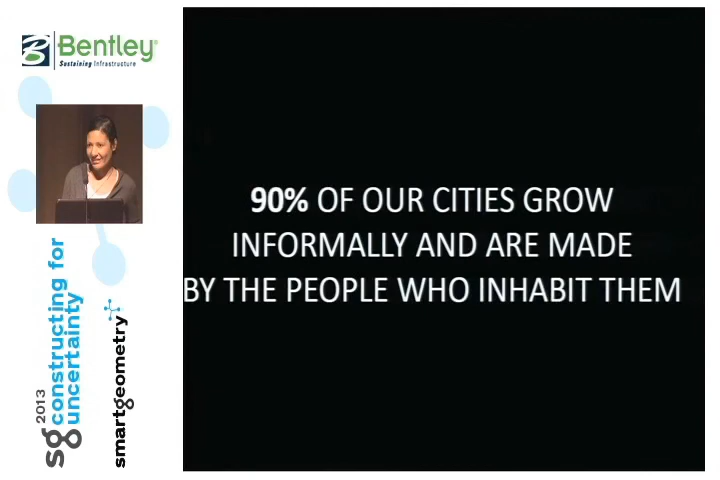 Bentley®
Sustaining Infrastructure
90% OF OUR CITIES GROW
INFORMALLY AND ARE MADE
BY THE PEOPLE WHO INHABIT THEM
sg 2013
constructing for
uncertainty
smartgeometry